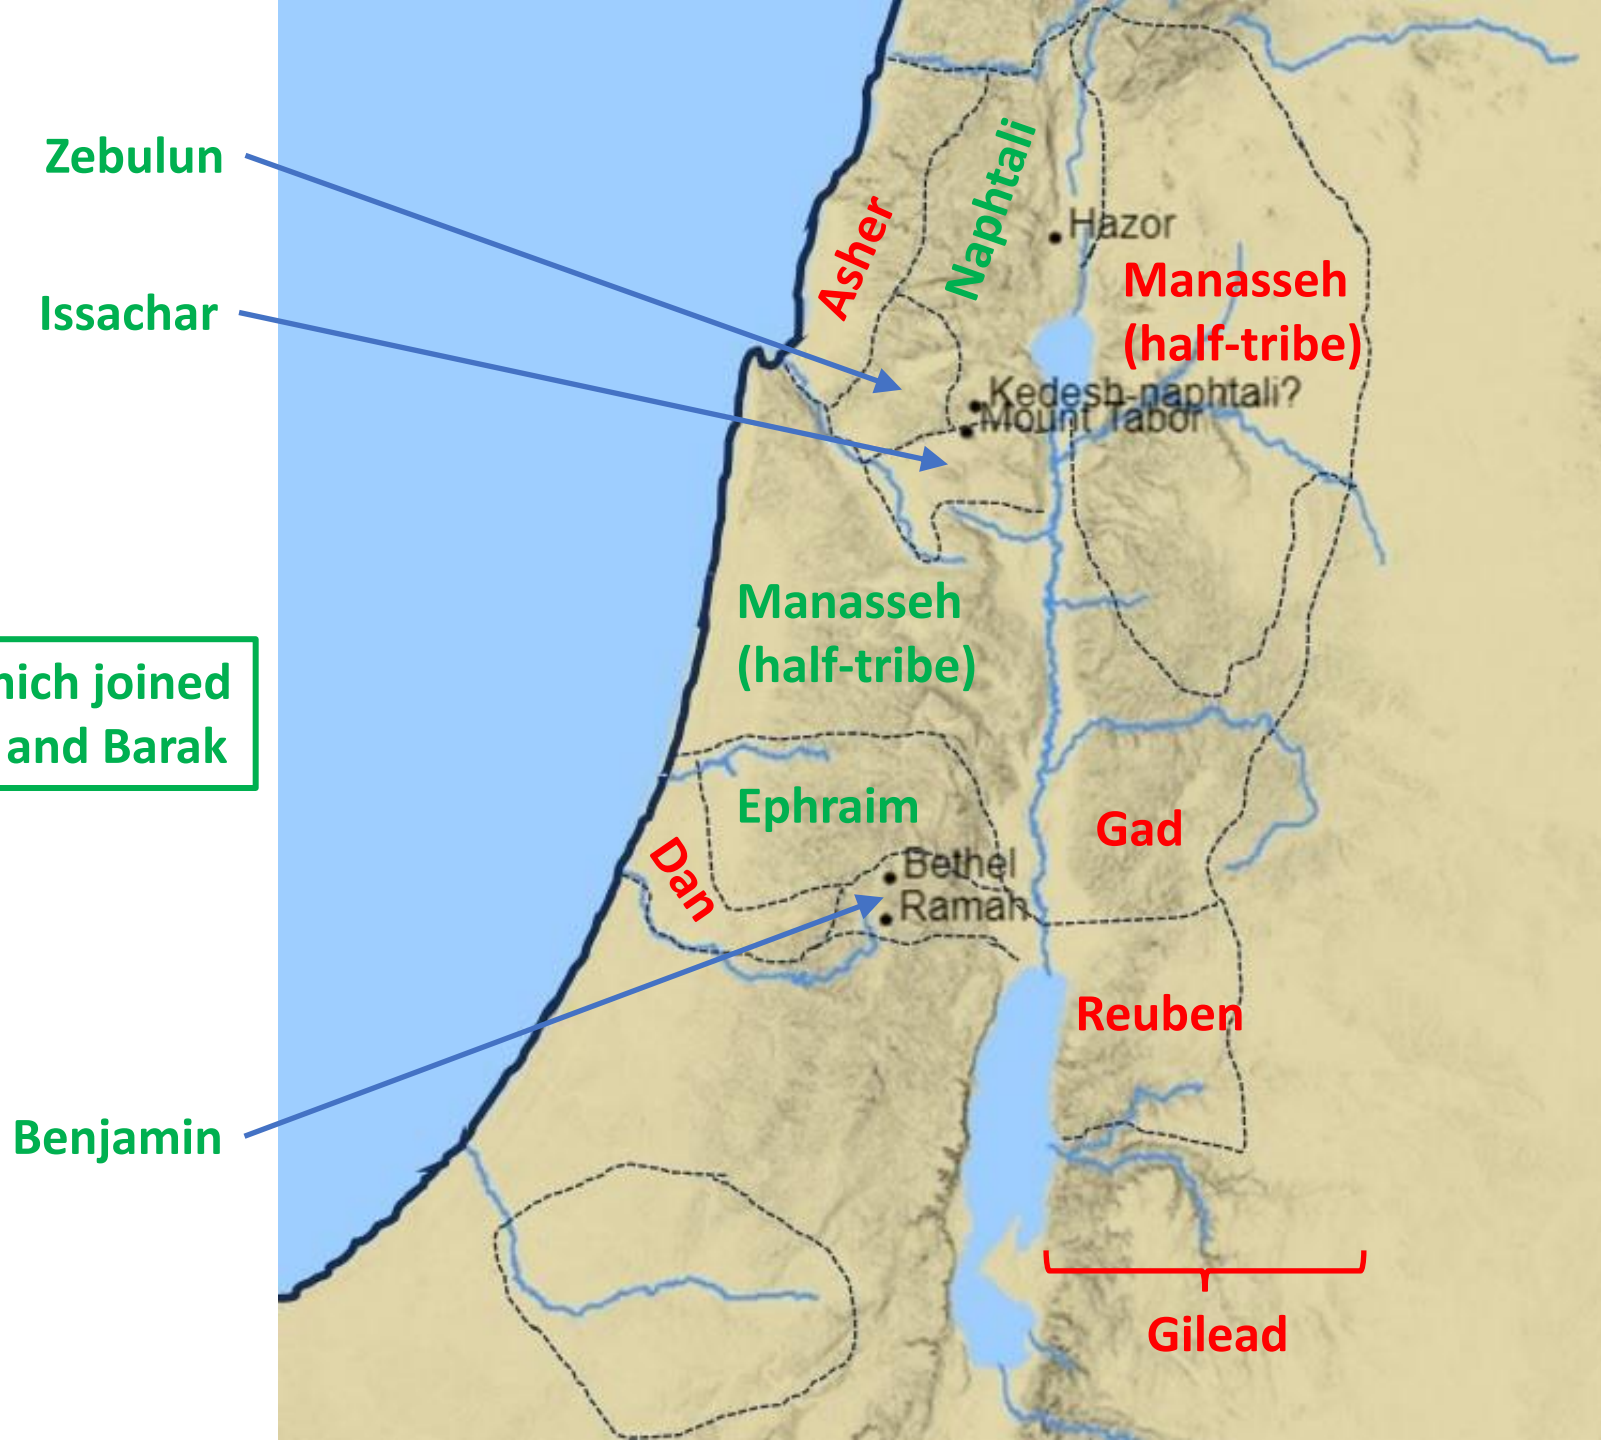 Zebulun
Naphtali
Asher
Hazor
Manasseh
(half-tribe)
Issachar
Kedesh-naphtali?
Mount Tabor
Manasseh
(half-tribe)
joined
and Barak
Ephraim
Gad
Dan
Bethel
Ramah
Reuben
Benjamin
Gilead